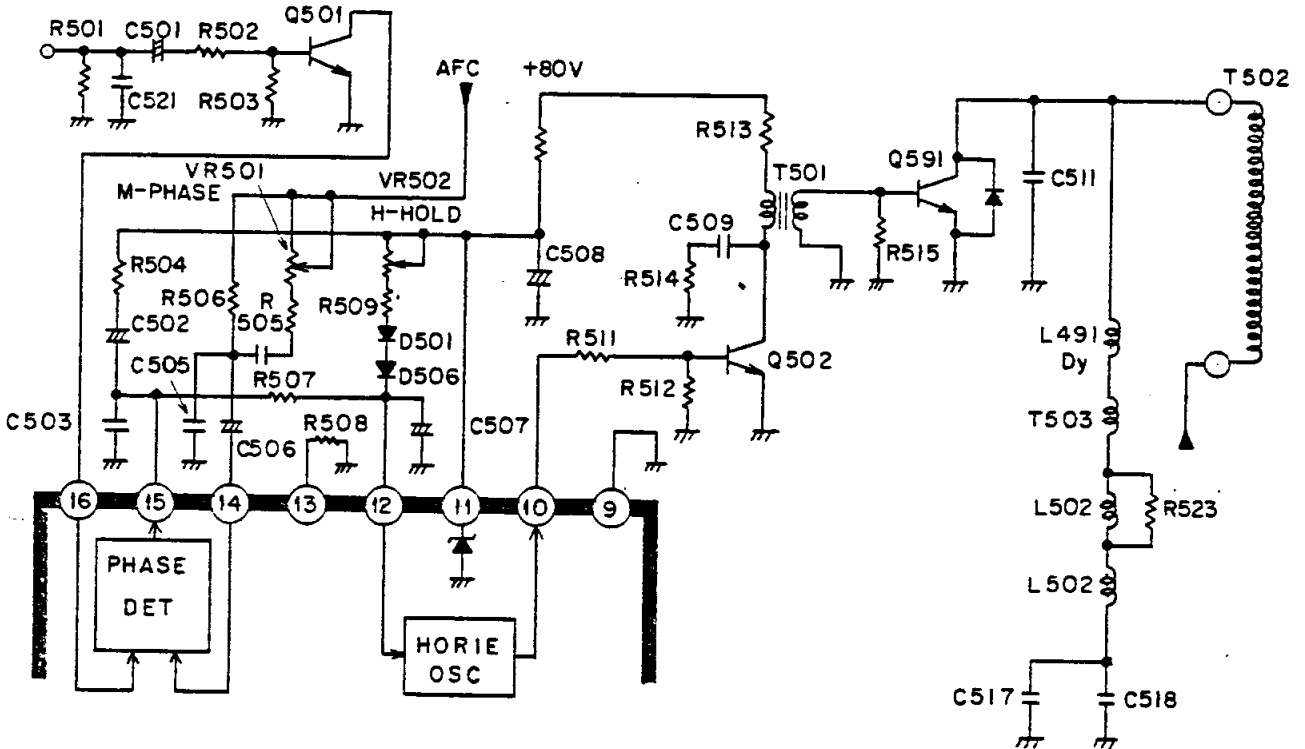 R501
C501
R502
Q501
C521
R503
AFC
+80V
T502
VR501
M-PHASE
VR502
H-HOLD
R513
T501
Q591
C511
R504
R506
R
505
R509
C509
C508
R514
R515
C502
D501
R511
L491
Dy
C505
D506
Q502
R507
R512
T503
C503
C506
R508
C507
16
15
14
13
12
11
10
9
L502
R523
PHASE
DET
L502
HORIE
OSC
C517
C518